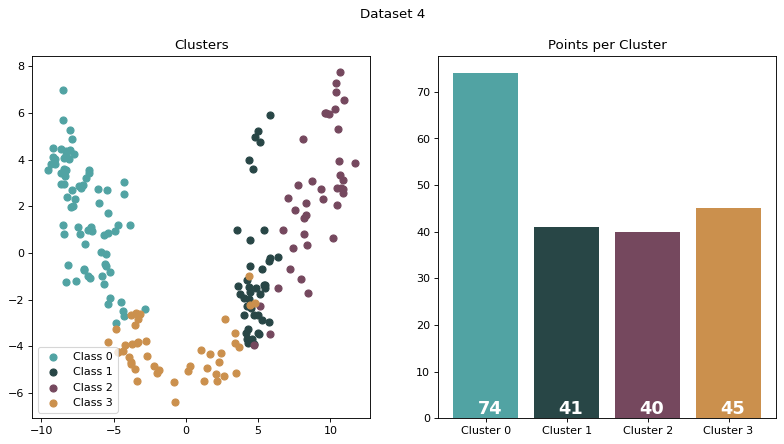 Dataset 4
Clusters
8
6
4
2
0
−2
−4
−6
−10
−5
0
5
10
Class 0
Class 1
Class 2
Class 3
Points per Cluster
70
60
50
40
30
20
10
0
74
41
40
45
Cluster 0
Cluster 1
Cluster 2
Cluster 3